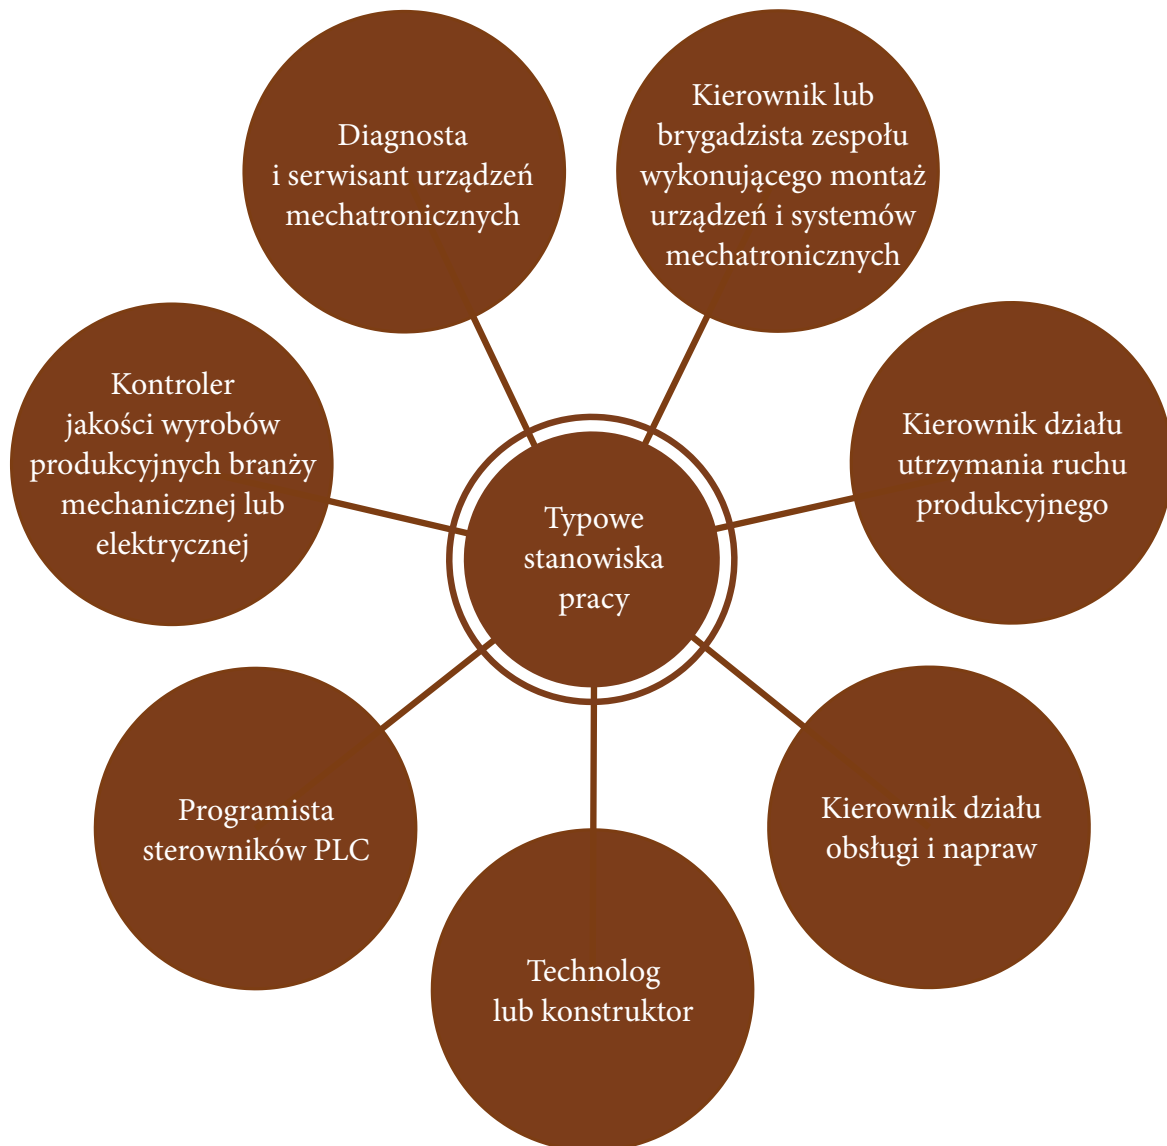 Diagnosta
i serwisant urządzeń
mechatronicznych
Kierownik lub
brygadzista zespołu
wykonującego montaż
urządzeń i systemów
mechatronicznych
Kontroler
jakości wyrobów
produkcyjnych branży
mechanicznej lub
elektrycznej
Kierownik działu
utrzymania ruchu
produkcyjnego
Typowe
stanowiska
pracy
Programista
sterowników PLC
Kierownik działu
obsługi i napraw
Technolog
lub konstruktor